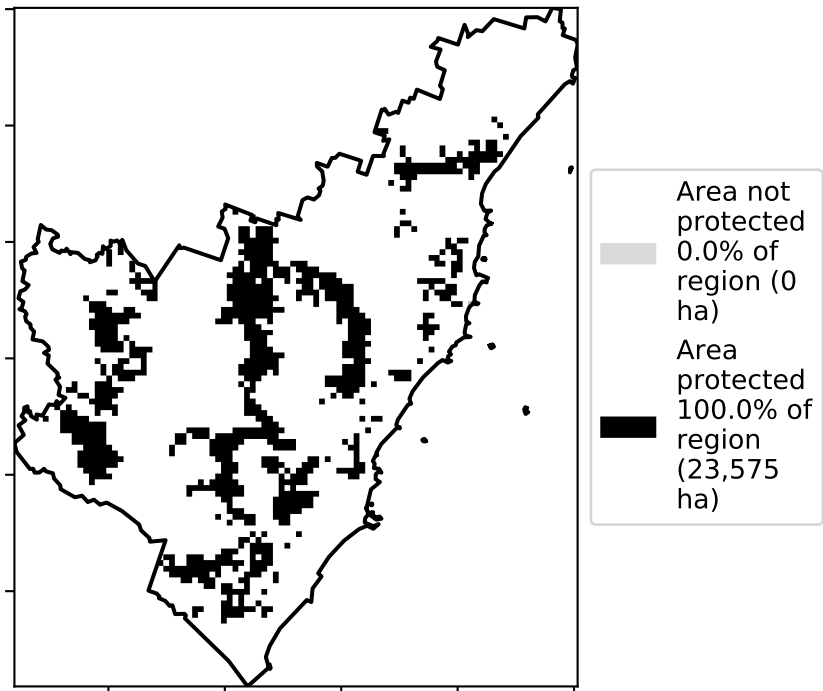 Area not
protected
0.0% of
region (0
ha)
Area
protected
100.0% of
region
(23,575
ha)